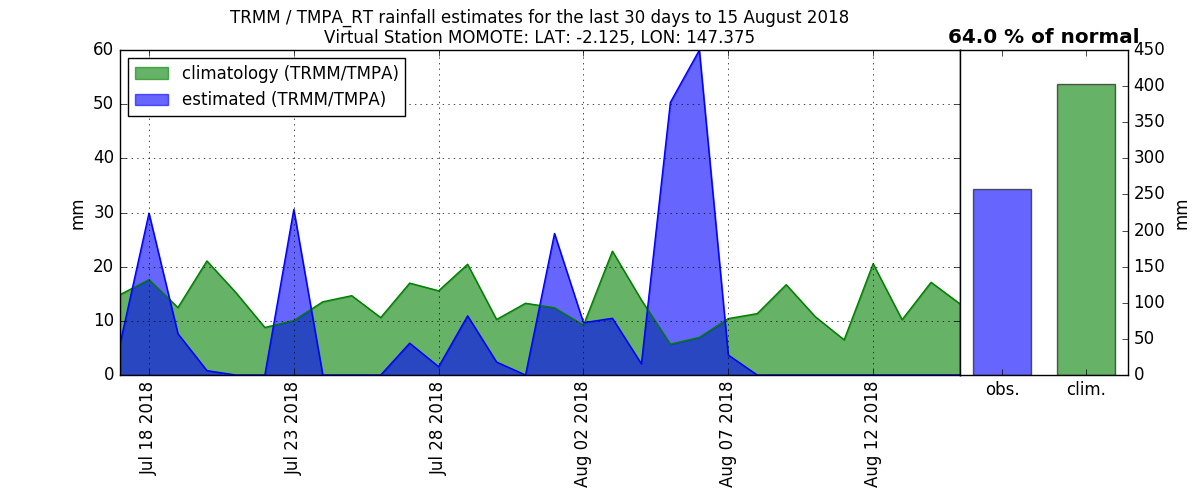 TRMM / TMPA_RT rainfall estimates for the last 30 days to 15 August 2018
Virtual Station MOMOTE: LAT: -2.125, LON: 147.375
64.0 % of normal
climatology (TRMM/TMPA)
estimated (TRMM/TMPA)
mm
60
50
40
30
20
10
0
Jul 18 2018
Jul 23 2018
Jul 28 2018
Aug 02 2018
Aug 07 2018
Aug 12 2018
obs.
clim.
450
400
350
300
250
200
150
100
50
0
mm